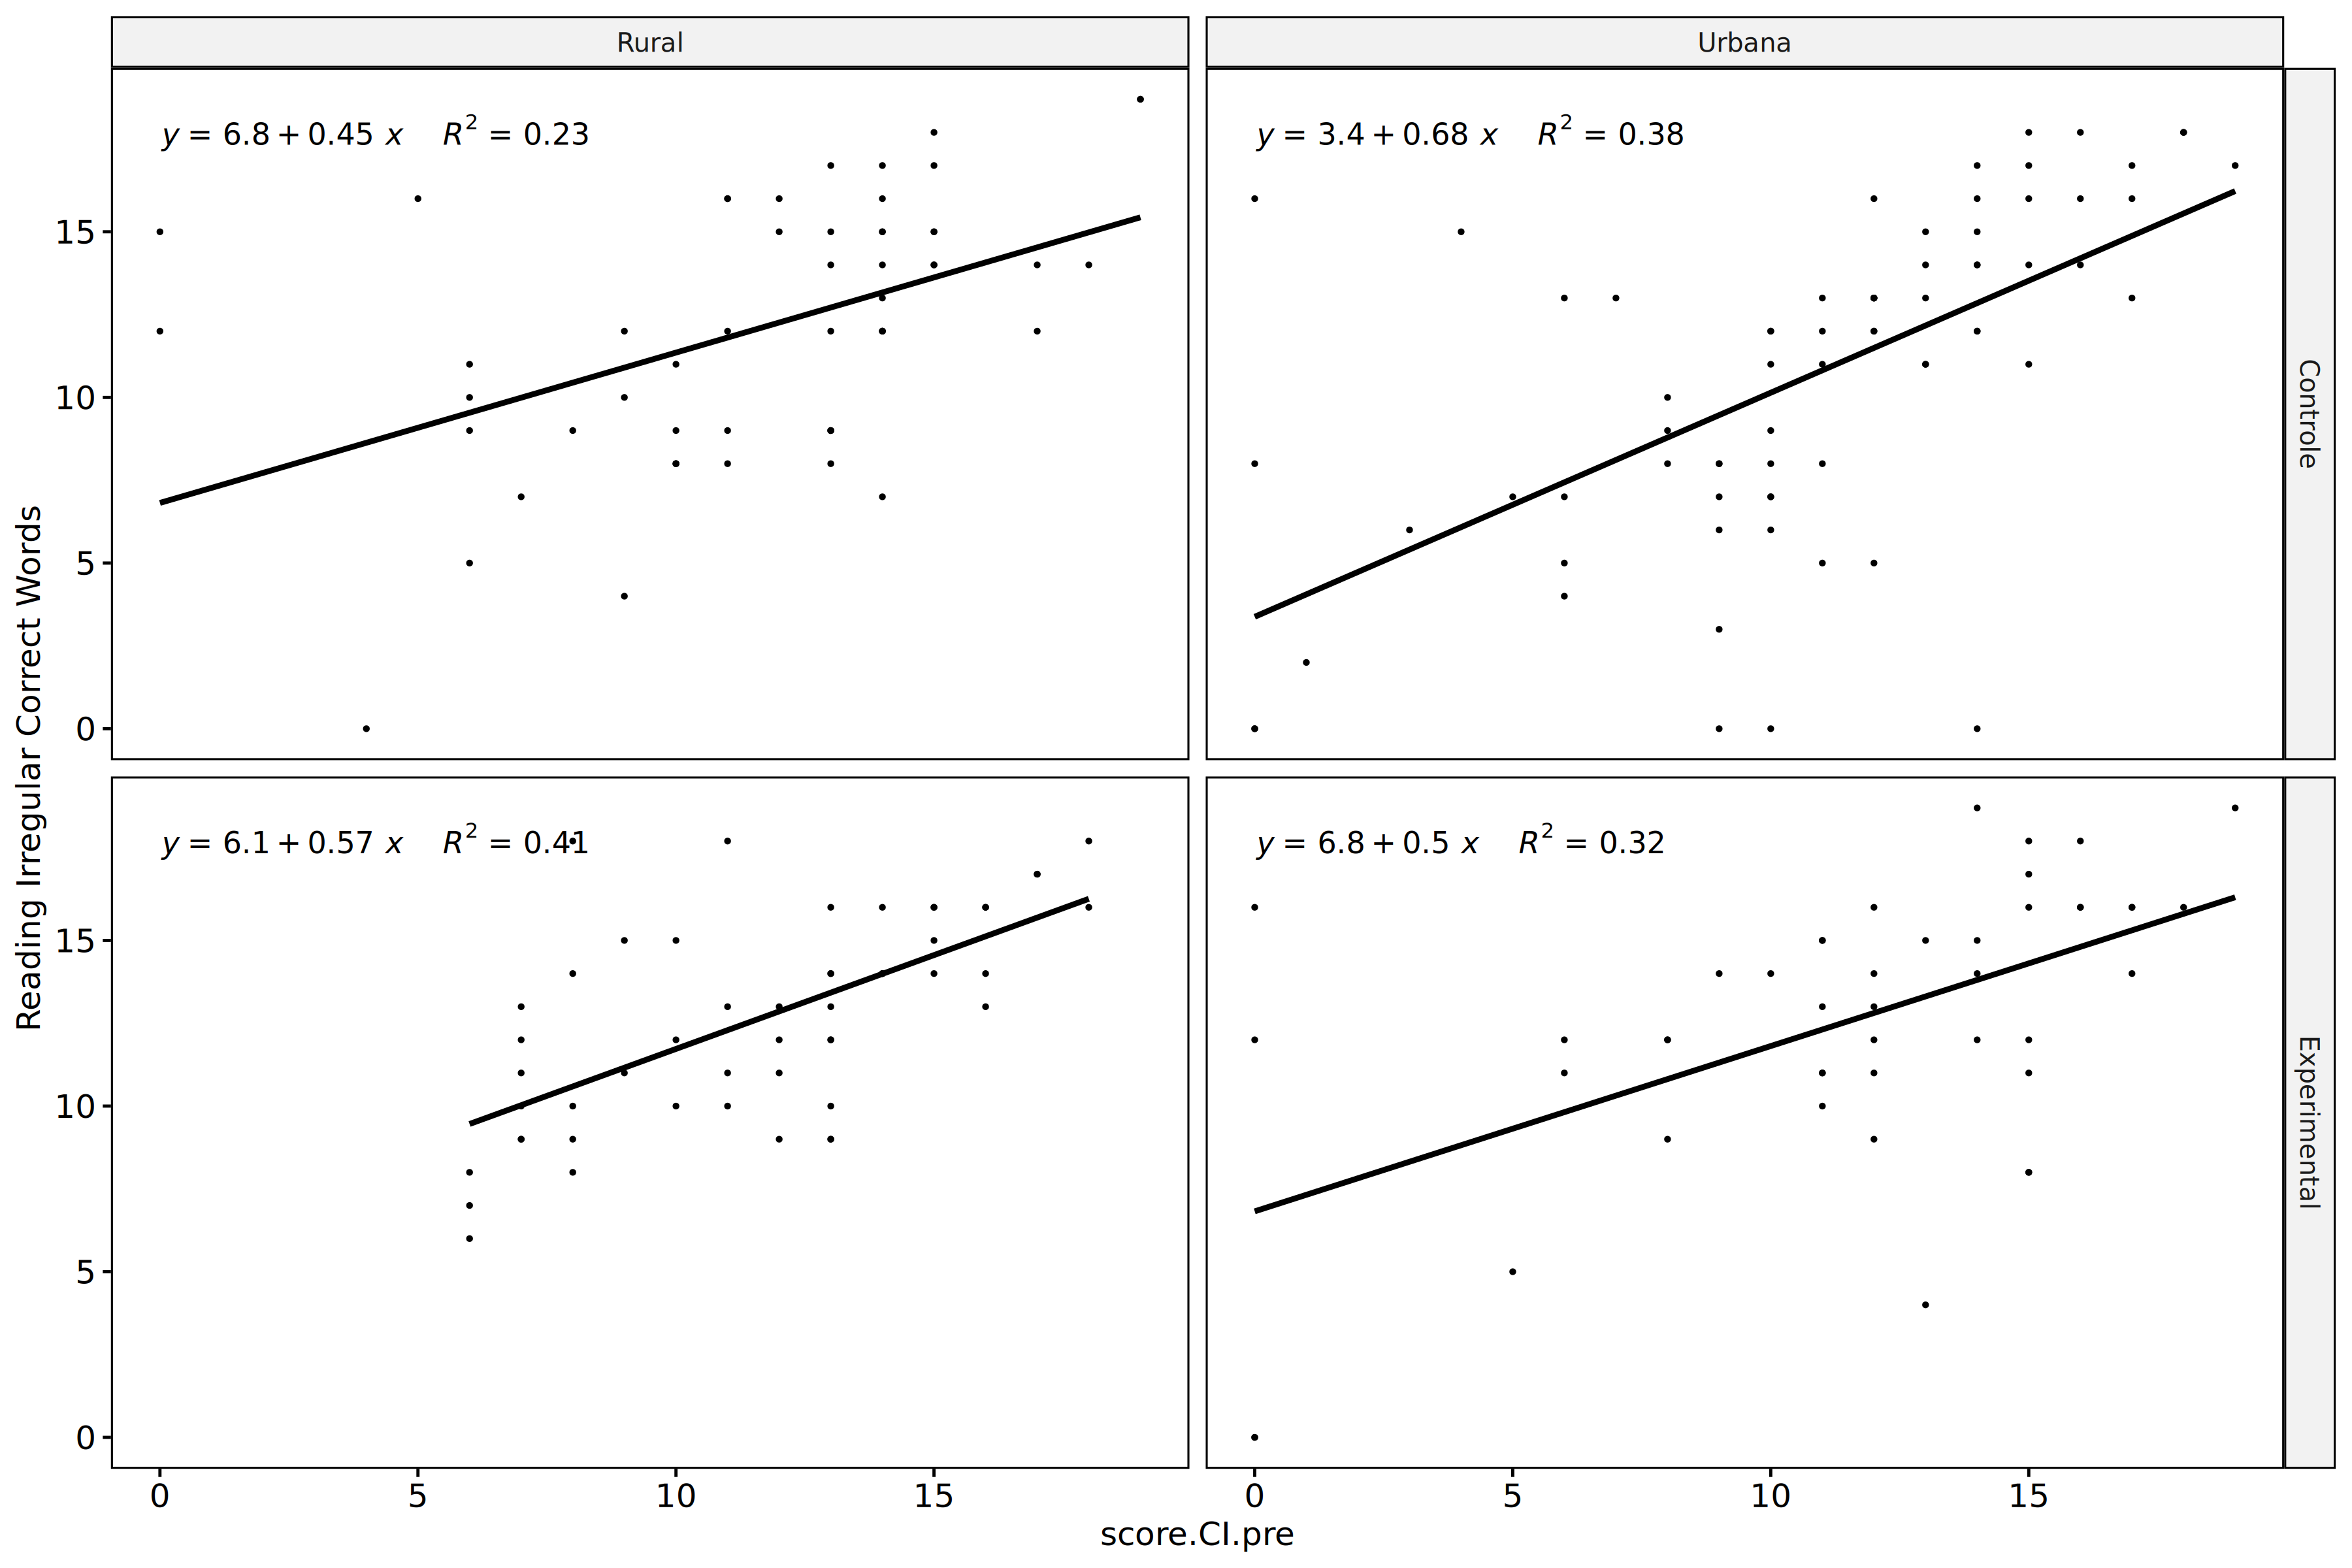 Rural
Urbana
y = 6.8 + 0.45 x R² = 0.23
y = 3.4 + 0.68 x R² = 0.38
15
10
5
0
Controle
y = 6.1 + 0.57 x R² = 0.41
y = 6.8 + 0.5 x R² = 0.32
15
10
5
0
Experimental
Reading Irregular Correct Words
0 5 10 15
0 5 10 15
score.CI.pre